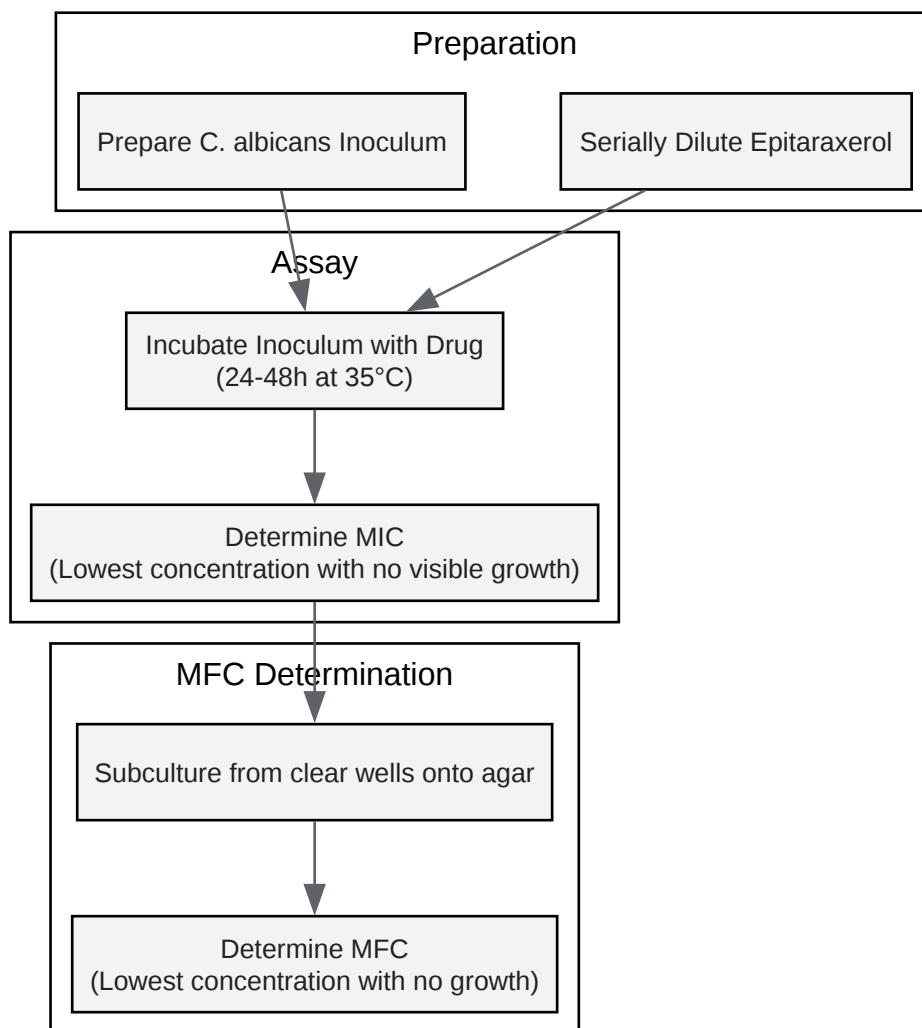 Preparation
Prepare C. albicans Inoculum
Serially Dilute Epitaraxerol
Assay
Incubate Inoculum with Drug
(24-48h at 35°C)
Determine MIC
(Lowest concentration with no visible growth)
MFC Determination
Subculture from clear wells onto agar
Determine MFC
(Lowest concentration with no growth)